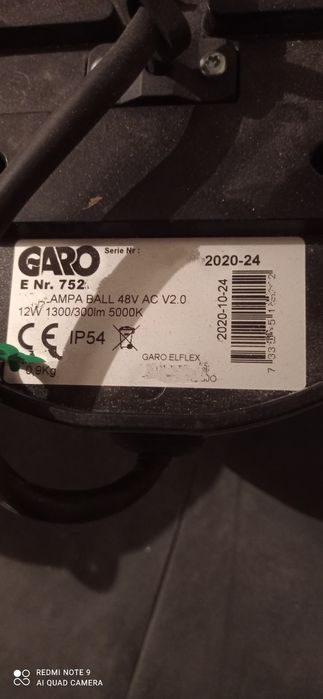 GARO
Serie Nr :
2020-24
E Nr. 752
AMPA BALL 48V AC V2.0
12W 1300/300lm 5000K
CE IP54
GARO ELFLEX
0,9Kg
2020-10-24
REDMI NOTE 9
AI QUAD CAMERA